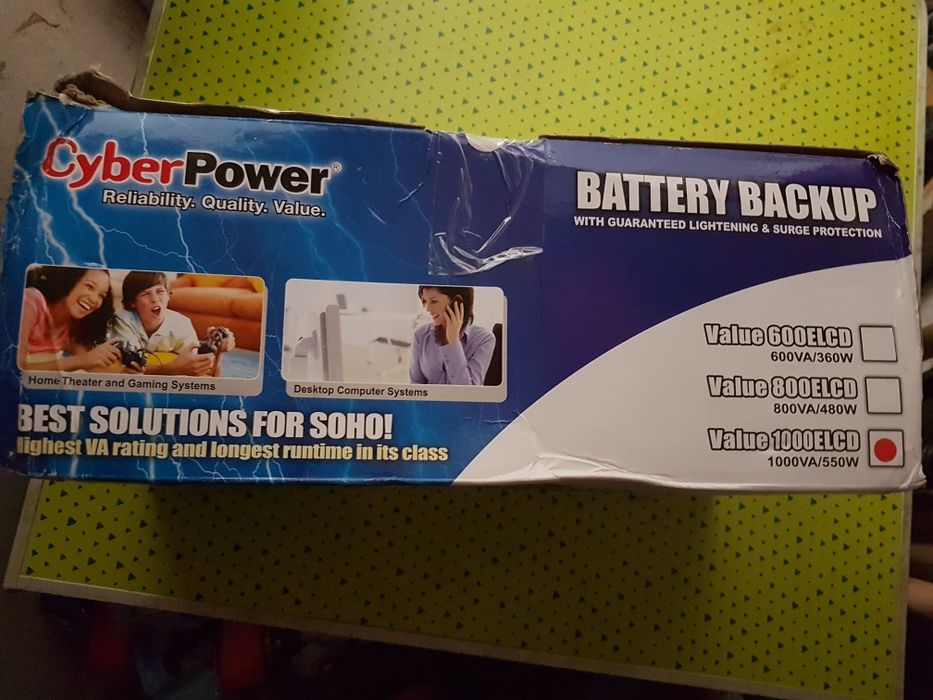 CyberPower®
Reliability. Quality. Value.
BATTERY BACKUP
WITH GUARANTEED LIGHTENING & SURGE PROTECTION
Home Theater and Gaming Systems
Desktop Computer Systems
BEST SOLUTIONS FOR SOHO!
Highest VA rating and longest runtime in its class
Value 600ELCD
600VA/360W
Value 800ELCD
800VA/480W
Value 1000ELCD
1000VA/550W